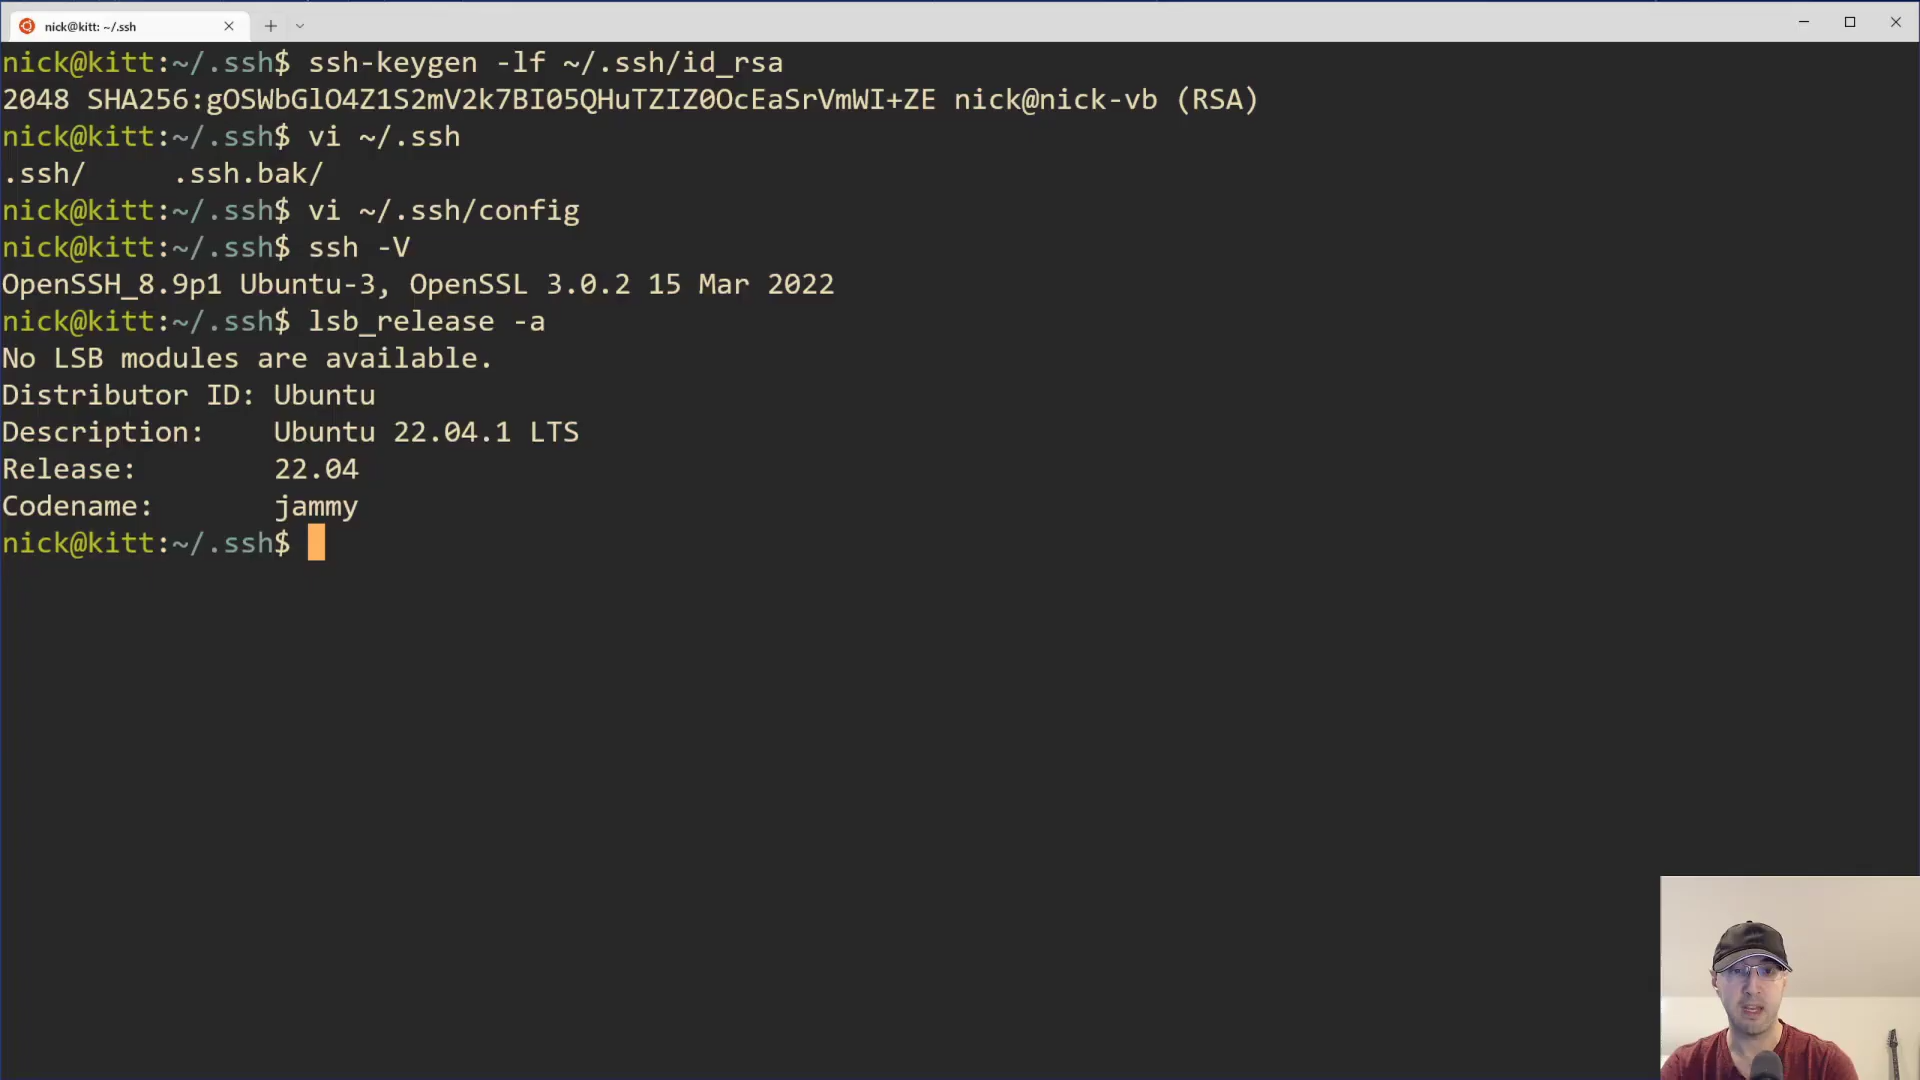 nick@kitt: ~/.ssh
nick@kitt:~/.ssh$ ssh-keygen -lf ~/.ssh/id_rsa
2048 SHA256:gOSWbGlO4Z1S2mV2k7BI05QHuTZIZ0OcEaSrVmWI+ZE nick@nick-vb (RSA)
nick@kitt:~/.ssh$ vi ~/.ssh
.ssh/     .ssh.bak/
nick@kitt:~/.ssh$ vi ~/.ssh/config
nick@kitt:~/.ssh$ ssh -V
OpenSSH_8.9p1 Ubuntu-3, OpenSSL 3.0.2 15 Mar 2022
nick@kitt:~/.ssh$ lsb_release -a
No LSB modules are available.
Distributor ID: Ubuntu
Description:    Ubuntu 22.04.1 LTS
Release:        22.04
Codename:       jammy
nick@kitt:~/.ssh$